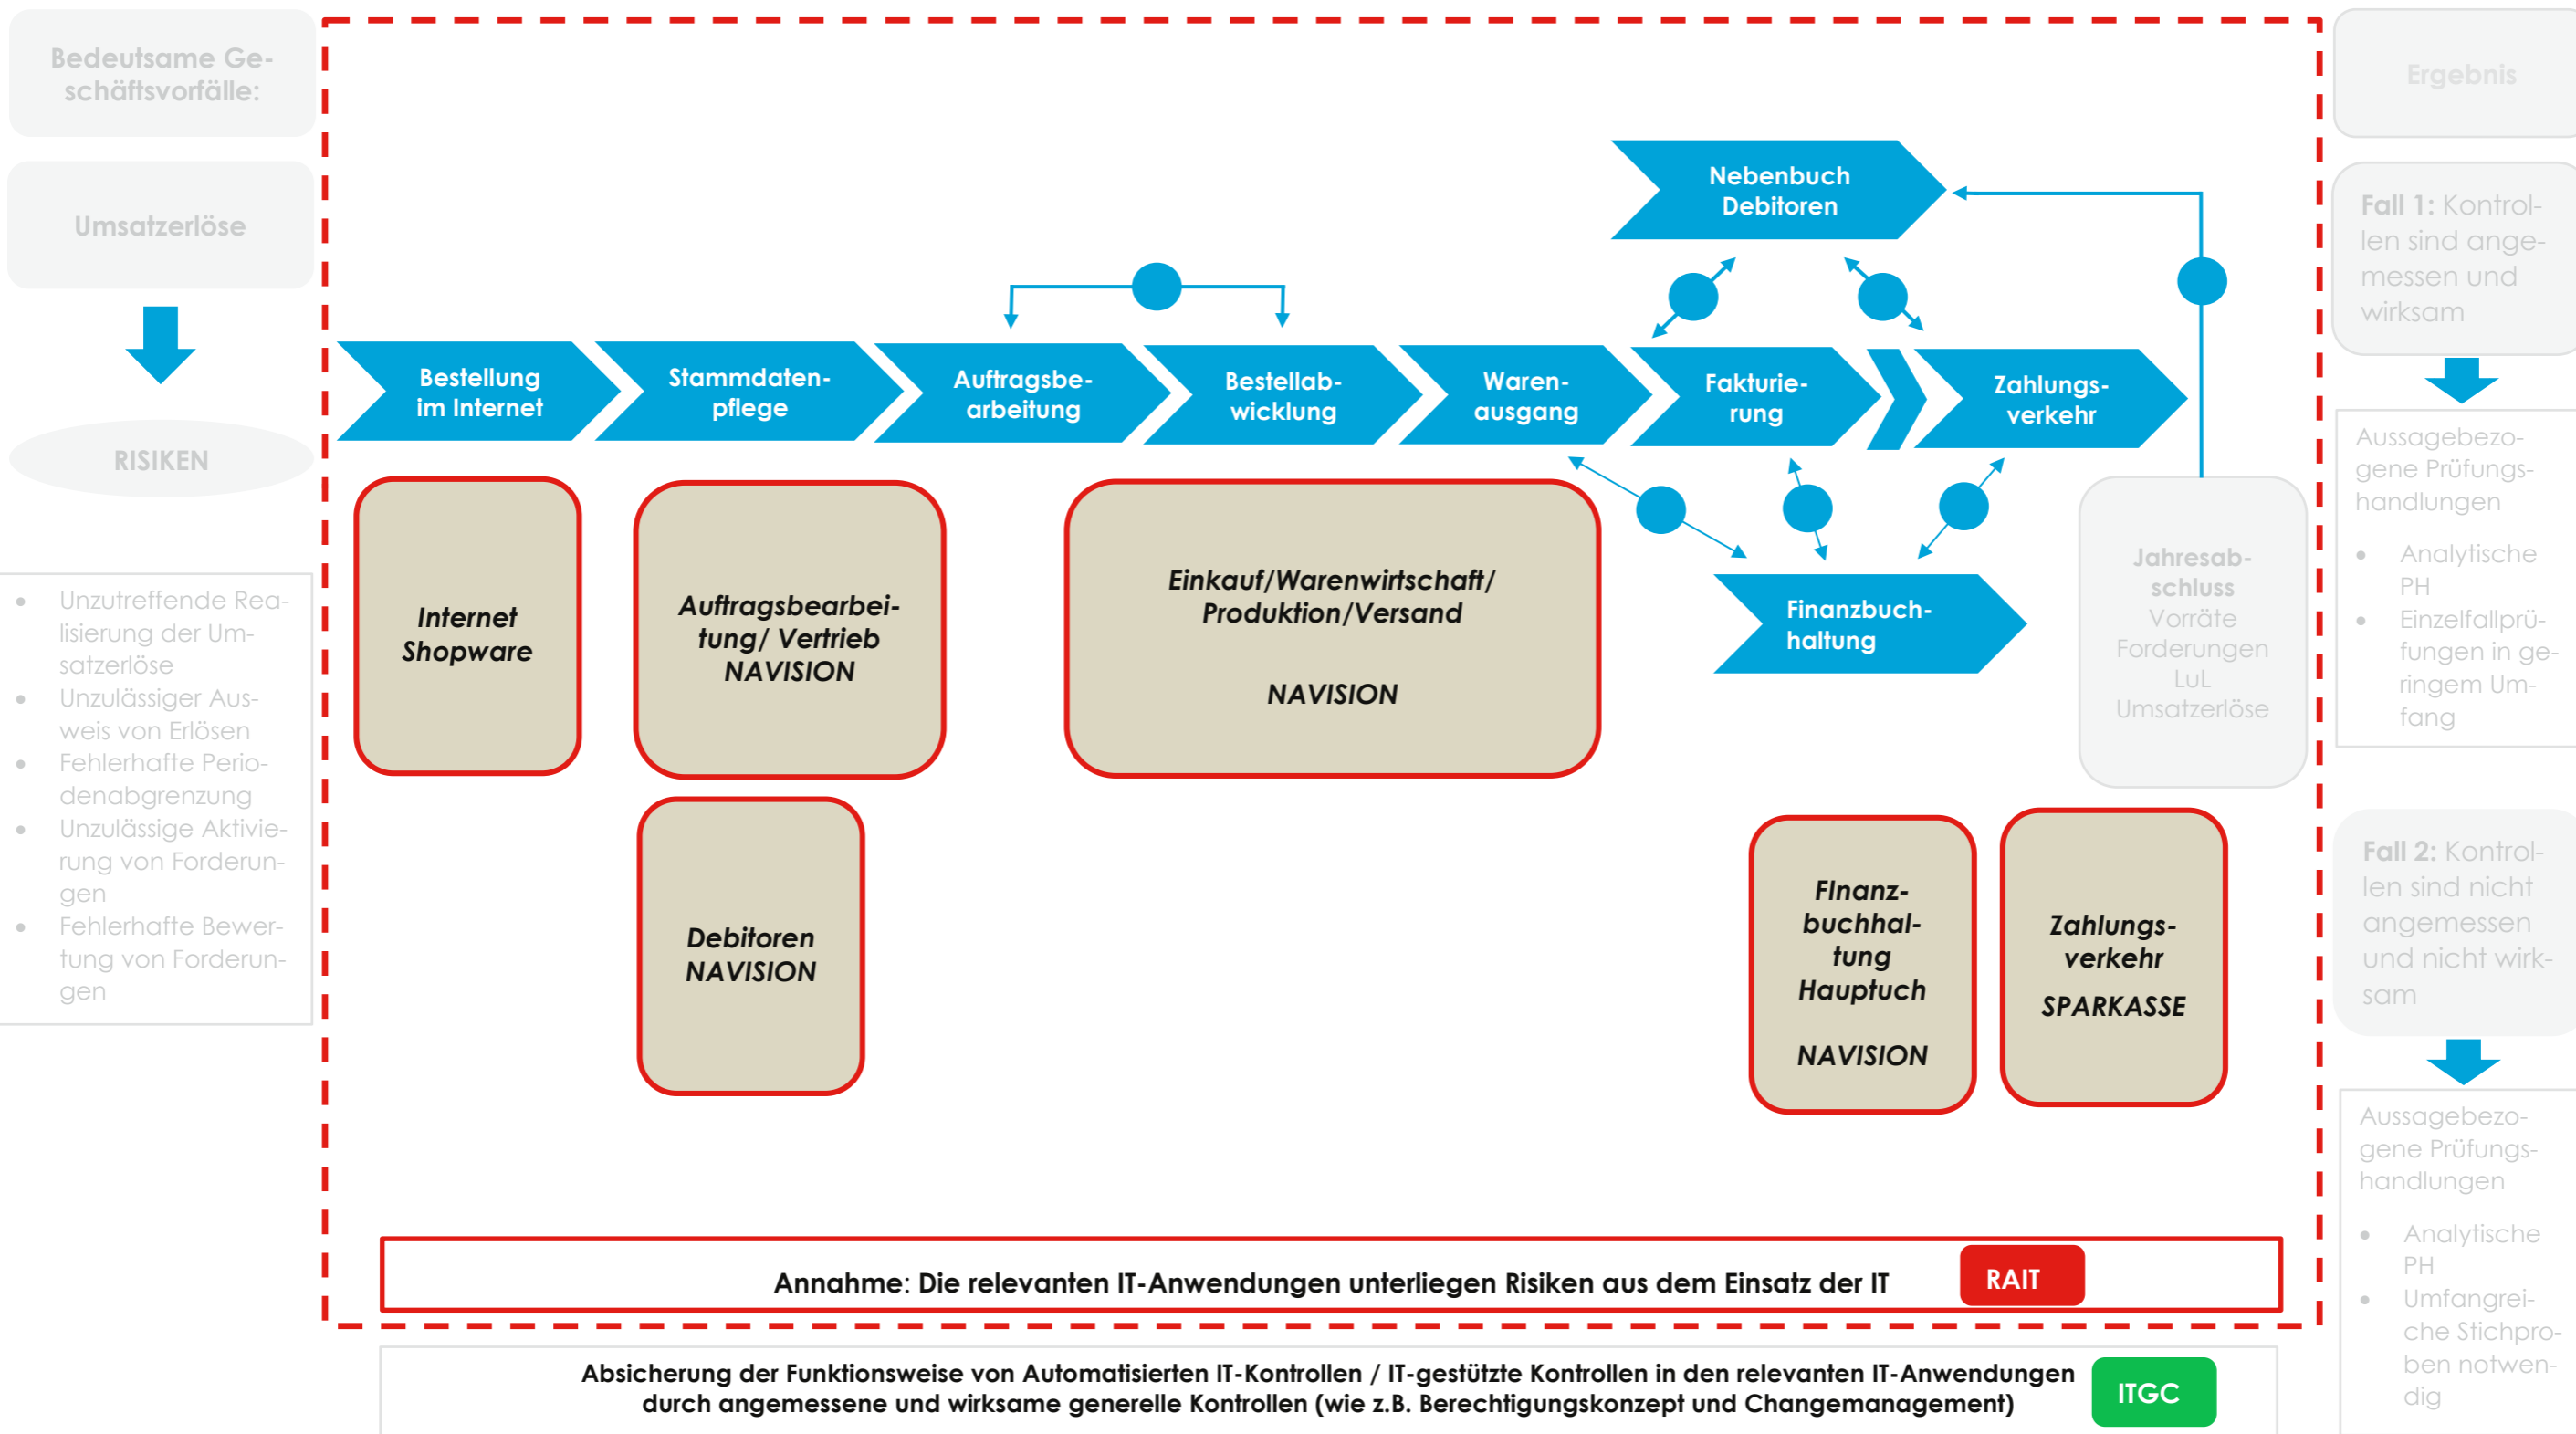 Bedeutsame Ge-
schäftsvorfälle:
Umsatzerlöse
RISIKEN
• Unzutreffende Rea-
lisierung der Um-
satzerlöse
• Unzulässiger Aus-
weis von Erlösen
• Fehlerhafte Perio-
denabgrenzung
• Unzulässige Aktivie-
rung von Forderun-
gen
• Fehlerhafte Bewer-
tung von Forderun-
gen
Nebenbuch
Debitoren
Bestellung
im Internet
Stammdaten-
pflege
Auftragsbe-
arbeitung
Bestellab-
wicklung
Waren-
ausgang
Fakturie-
rung
Zahlungs-
verkehr
Finanzbuch-
haltung
Internet
Shopware
Auftragsbearbei-
tung/ Vertrieb
NAVISION
Einkauf/Warenwirtschaft/
Produktion/Versand
NAVISION
Jahresab-
schluss
Vorräte
Forderungen
LuL
Umsatzerlöse
Debitoren
NAVISION
FInanz-
buchhal-
tung
Hauptuch
NAVISION
Zahlungs-
verkehr
SPARKASSE
Annahme: Die relevanten IT-Anwendungen unterliegen Risiken aus dem Einsatz der IT
RAIT
Absicherung der Funktionsweise von Automatisierten IT-Kontrollen / IT-gestützte Kontrollen in den relevanten IT-Anwendungen
durch angemessene und wirksame generelle Kontrollen (wie z.B. Berechtigungskonzept und Changemanagement)
ITGC
Ergebnis
Fall 1: Kontrol-
len sind ange-
messen und
wirksam
Aussagebezo-
gene Prüfungs-
handlungen
• Analytische
PH
• Einzelfallprü-
fungen in ge-
ringem Um-
fang
Fall 2: Kontrol-
len sind nicht
angemessen
und nicht wirk-
sam
Aussagebezo-
gene Prüfungs-
handlungen
• Analytische
PH
• Umfangrei-
che Stichpro-
ben notwen-
dig